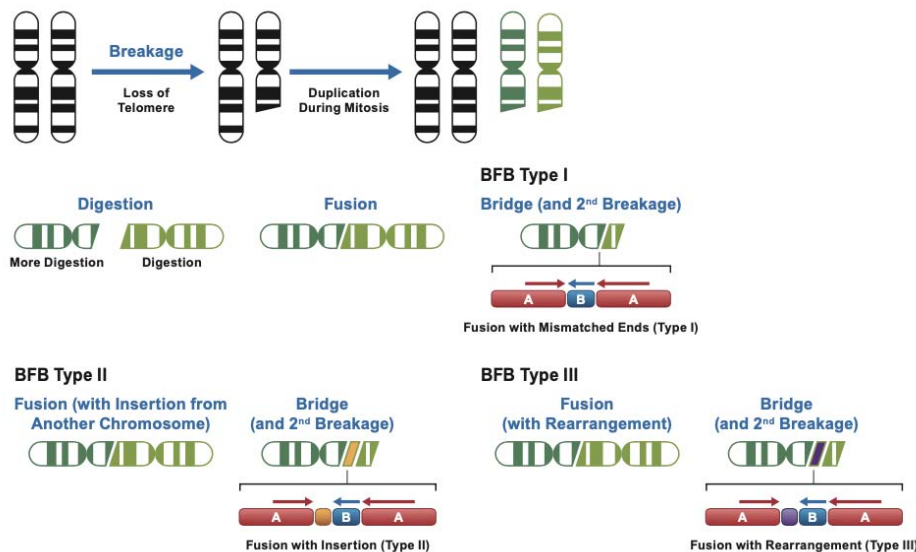 Breakage
Loss of
Telomere
Duplication
During Mitosis
BFB Type I
Digestion
Fusion
Bridge (and 2nd Breakage)
More Digestion
Digestion
A
B
A
Fusion with Mismatched Ends (Type I)
BFB Type II
BFB Type III
Fusion (with Insertion from
Another Chromosome)
Bridge
(and 2nd Breakage)
Fusion
(with Rearrangement)
Bridge
(and 2nd Breakage)
A
B
A
A
B
A
Fusion with Insertion (Type II)
Fusion with Rearrangement (Type III)